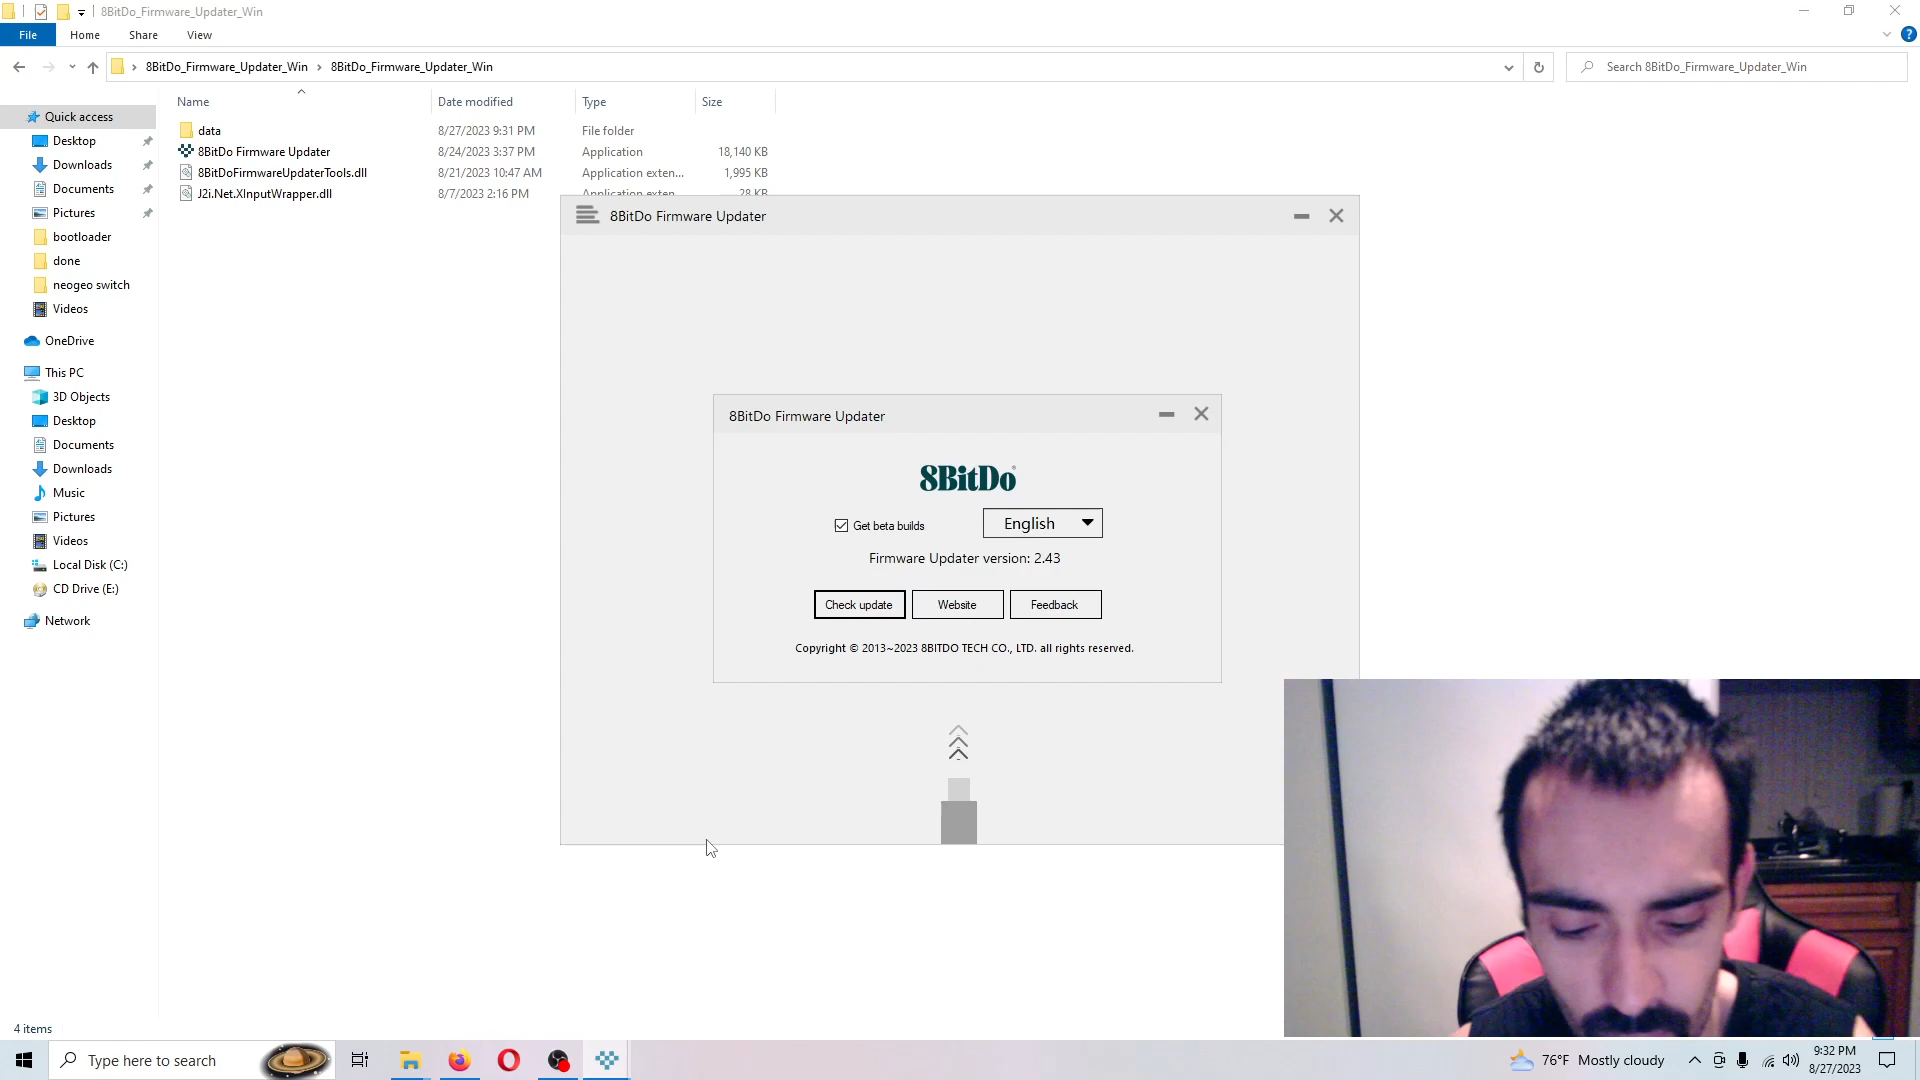 8BitDo_Firmware_Updater_Win
File
Home
Share
View
?
8BitDo_Firmware_Updater_Win
8BitDo_Firmware_Updater_Win
Search 8BitDo_Firmware_Updater_Win
Name
Date modified
Type
Size
data
8/27/2023 9:31 PM
File folder
8BitDo Firmware Updater
8/24/2023 3:37 PM
Application
18,140 KB
8BitDoFirmwareUpdaterTools.dll
8/21/2023 10:47 AM
Application exten...
1,995 KB
J2i.Net.XInputWrapper.dll
8/7/2023 2:16 PM
Application exten
28 KB
Quick access
Desktop
Downloads
Documents
Pictures
bootloader
done
neogeo switch
Videos
OneDrive
This PC
3D Objects
Desktop
Documents
Downloads
Music
Pictures
Videos
Local Disk (C:)
CD Drive (E:)
Network
8BitDo Firmware Updater
8BitDo Firmware Updater
8BitDo
Get beta builds
English
Firmware Updater version: 2.43
Check update
Website
Feedback
Copyright © 2013~2023 8BITDO TECH CO., LTD. all rights reserved.
4 items
Type here to search
76°F Mostly cloudy
9:32 PM
8/27/2023